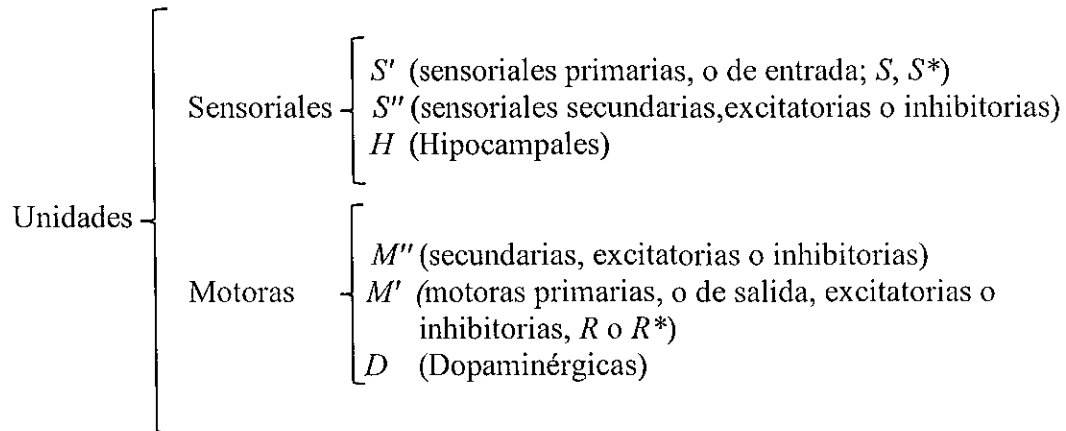 S' (sensoriales primarias, o de entrada; S, S*)
Sensoriales
S'' (sensoriales secundarias,excitatorias o inhibitorias)
H (Hipocampales)
Unidades
M'' (secundarias, excitatorias o inhibitorias)
Motoras
M' (motoras primarias, o de salida, excitatorias o
inhibitorias, R o R*)
D (Dopaminérgicas)